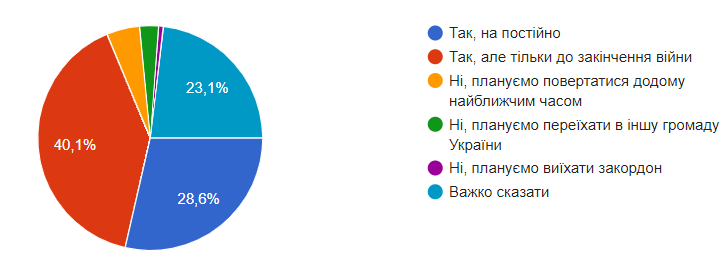 23,1%
40,1%
28,6%
Так, на постійно
Так, але тільки до закінчення війни
Ні, плануємо повертатися додому
найближчим часом
Ні, плануємо переїхати в іншу громаду
України
Ні, плануємо виїхати закордон
Важко сказати